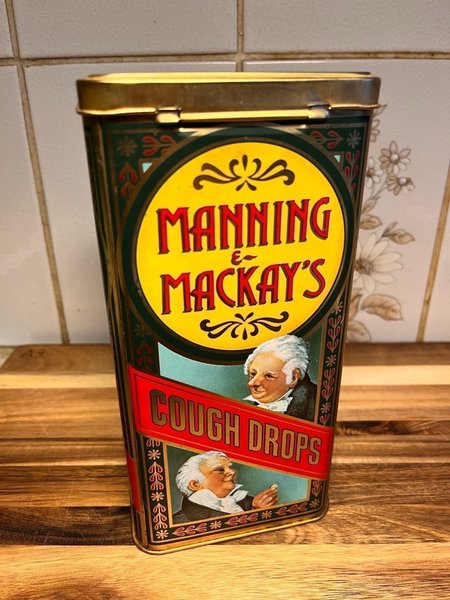 MANNING
&
MACKAY'S
COUGH DROPS